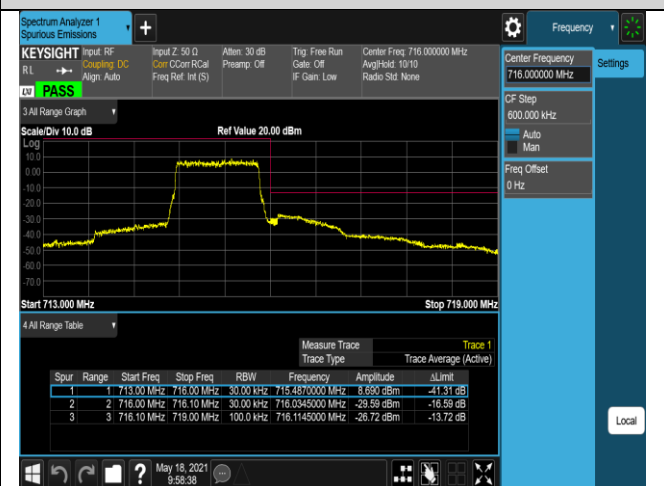 Spectrum Analyzer 1
Spurious Emissions
+
Frequency
KEYSIGHT
Input: RF
Coupling: DC
Align: Auto
Input Z: 50 Ω
Corr CCorr RCal
Freq Ref: Int (S)
Atten: 30 dB
Preamp: Off
Trig: Free Run
Gate: Off
IF Gain: Low
Center Freq: 716.000000 MHz
Avg|Hold: 10/10
Radio Std: None
RL
LXI
PASS
Center Frequency
716.000000 MHz
Settings
CF Step
600.000 kHz
Auto
Man
Freq Offset
0 Hz
3 All Range Graph
Scale/Div 10.0 dB
Ref Value 20.00 dBm
Log
10.0
0.00
-10.0
-20.0
-30.0
-40.0
-50.0
-60.0
-70.0
Start 713.000 MHz
Stop 719.000 MHz
4 All Range Table
Measure Trace Trace 1
Trace Type Trace Average (Active)
Spur Range Start Freq Stop Freq RBW Frequency Amplitude ∆Limit
1 1 713.00 MHz 716.00 MHz 30.00 kHz 715.4870000 MHz 8.690 dBm -41.31 dB
2 2 716.00 MHz 716.10 MHz 30.00 kHz 716.0345000 MHz -29.59 dBm -16.59 dB
3 3 716.10 MHz 719.00 MHz 100.0 kHz 716.1145000 MHz -26.72 dBm -13.72 dB
Local
?
May 18, 2021
9:58:38